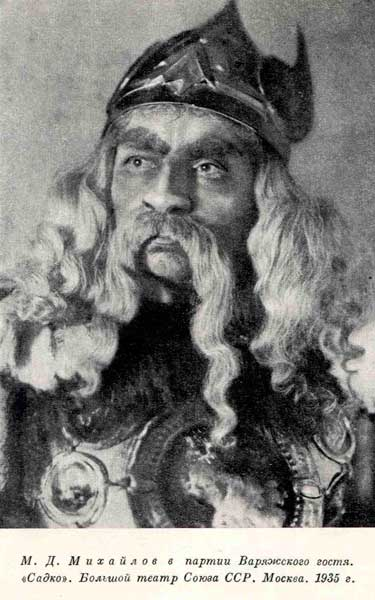 М. Д. Михайлов в партии Варяжского гостя.
«Садко». Большой театр Союза ССР. Москва. 1935 г.